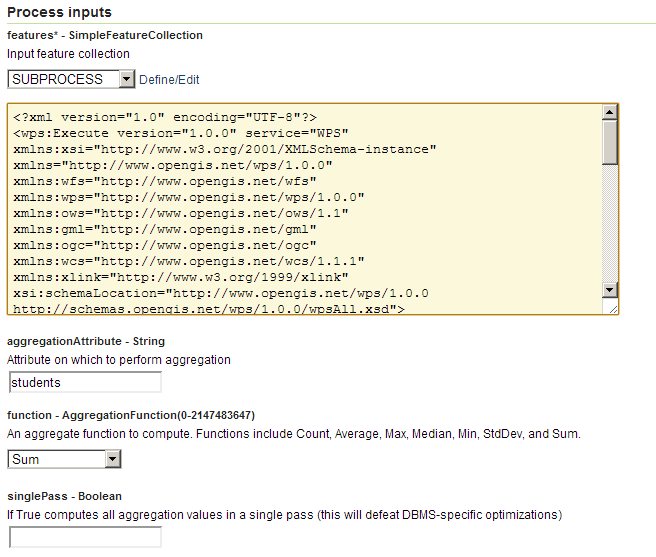 Process inputs
features* - SimpleFeatureCollection
Input feature collection
SUBPROCESS Define/Edit
<?xml version="1.0" encoding="UTF-8"?>
<wps:Execute version="1.0.0" service="WPS"
xmlns:xsi="http://www.w3.org/2001/XMLSchema-instance"
xmlns="http://www.opengis.net/wps/1.0.0"
xmlns:wfs="http://www.opengis.net/wfs"
xmlns:wps="http://www.opengis.net/wps/1.0.0"
xmlns:ows="http://www.opengis.net/ows/1.1"
xmlns:gml="http://www.opengis.net/gml"
xmlns:ogc="http://www.opengis.net/ogc"
xmlns:wcs="http://www.opengis.net/wcs/1.1.1"
xmlns:xlink="http://www.w3.org/1999/xlink"
xsi:schemaLocation="http://www.opengis.net/wps/1.0.0
http://schemas.opengis.net/wps/1.0.0/wpsAll.xsd">
aggregationAttribute - String
Attribute on which to perform aggregation
students
function - AggregationFunction(0-2147483647)
An aggregate function to compute. Functions include Count, Average, Max, Median, Min, StdDev, and Sum.
Sum
singlePass - Boolean
If True computes all aggregation values in a single pass (this will defeat DBMS-specific optimizations)